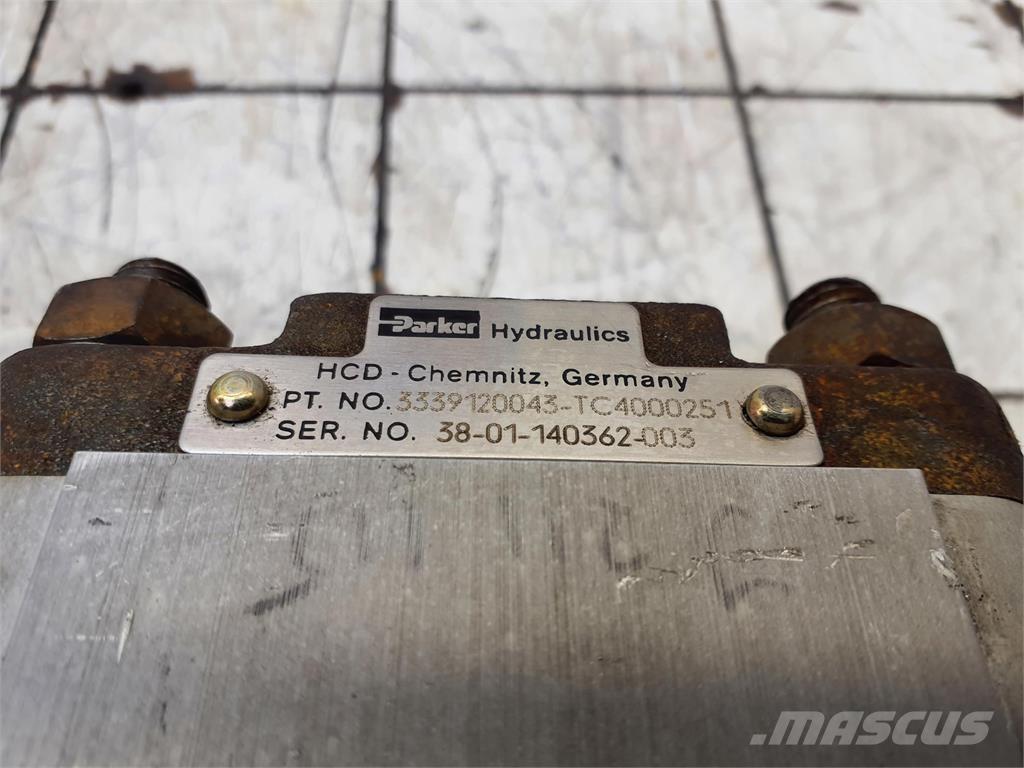 Parker Hydraulics
HCD - Chemnitz, Germany
PT. NO. 3339120043-TC4000251
SER. NO. 38-01-140362-003
MASCUS